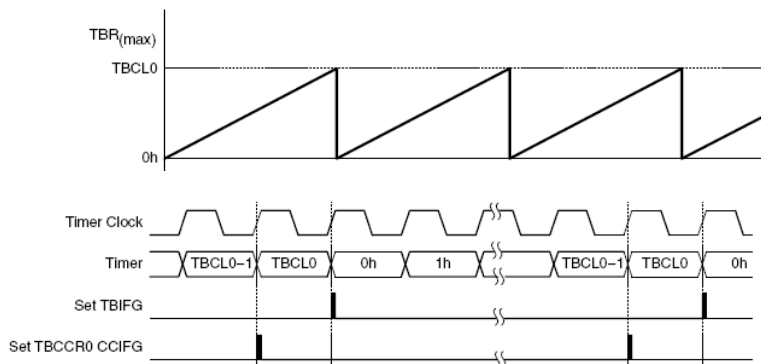 TBR(max)
TBCL0
0h
Timer Clock
Timer TBCL0–1 TBCL0 0h 1h TBCL0–1 TBCL0 0h
Set TBIFG
Set TBCCR0 CCIFG